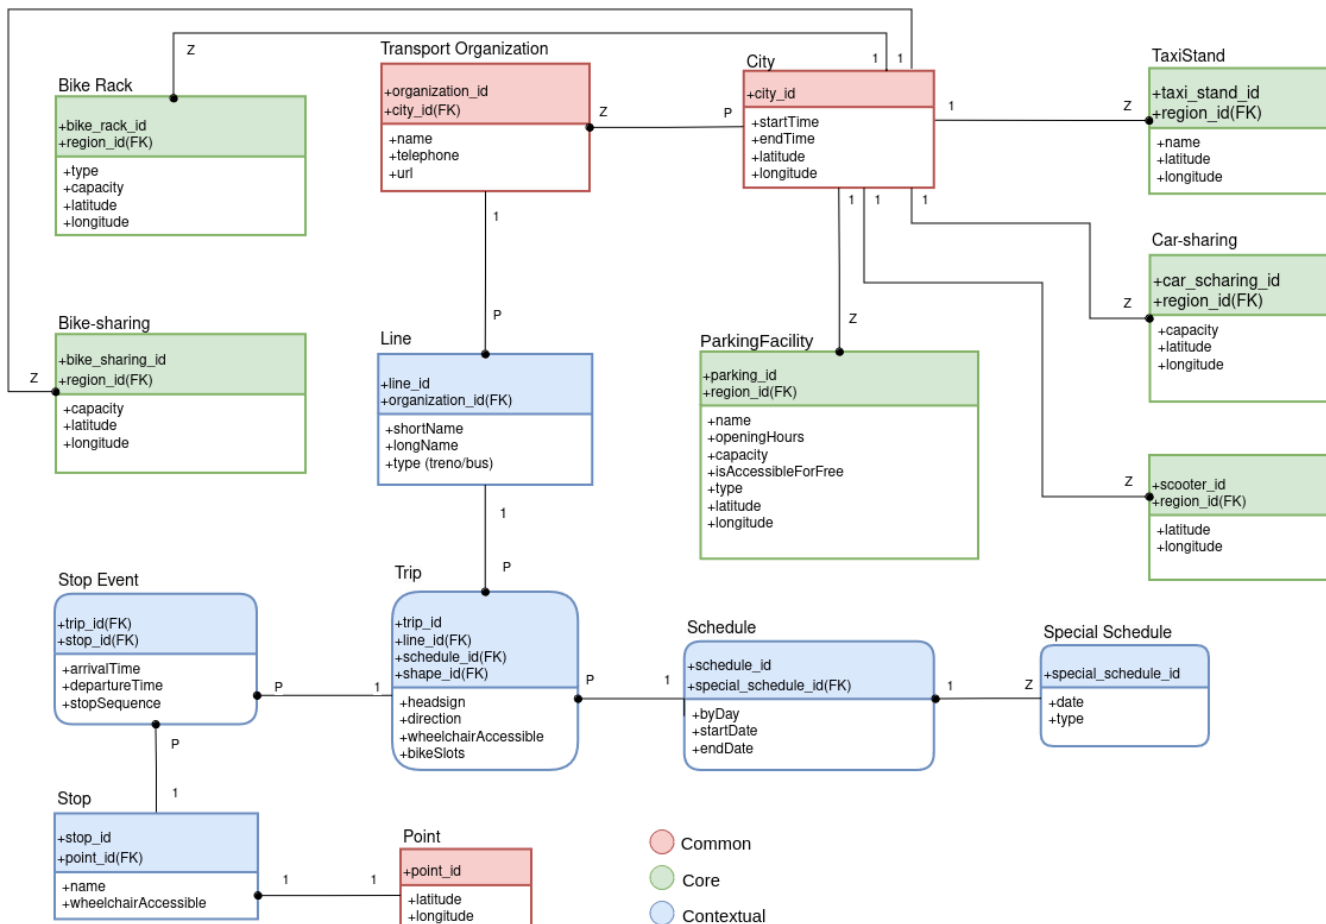 Z
1
1
Bike Rack
+bike_rack_id
+region_id(FK)
+type
+capacity
+latitude
+longitude
Transport Organization
+organization_id
+city_id(FK)
+name
+telephone
+url
Z
P
City
+city_id
+startTime
+endTime
+latitude
+longitude
1
Z
TaxiStand
+taxi_stand_id
+region_id(FK)
+name
+latitude
+longitude
1
P
1
1
1
Z
Z
Z
Car-sharing
+car_scharing_id
+region_id(FK)
+capacity
+latitude
+longitude
Bike-sharing
+bike_sharing_id
+region_id(FK)
+capacity
+latitude
+longitude
Z
Line
+line_id
+organization_id(FK)
+shortName
+longName
+type (treno/bus)
ParkingFacility
+parking_id
+region_id(FK)
+name
+openingHours
+capacity
+isAccessibleForFree
+type
+latitude
+longitude
+scooter_id
+region_id(FK)
+latitude
+longitude
1
P
Stop Event
+trip_id(FK)
+stop_id(FK)
+arrivalTime
+departureTime
+stopSequence
P
1
Trip
+trip_id
+line_id(FK)
+schedule_id(FK)
+shape_id(FK)
+headsign
+direction
+wheelchairAccessible
+bikeSlots
P
1
Schedule
+schedule_id
+special_schedule_id(FK)
+byDay
+startDate
+endDate
1
Z
Special Schedule
+special_schedule_id
+date
+type
P
1
Stop
+stop_id
+point_id(FK)
+name
+wheelchairAccessible
1
1
Point
+point_id
+latitude
+longitude
Common
Core
Contextual